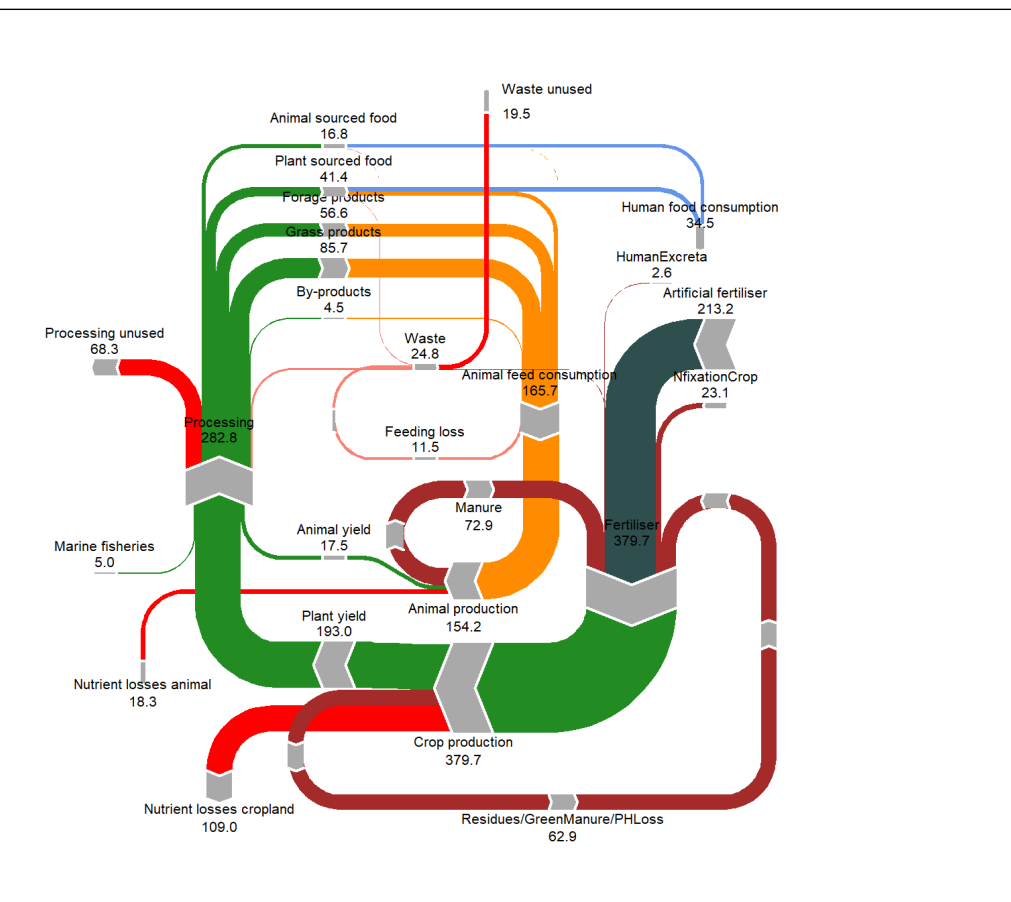 Waste unused
19.5
Animal sourced food
16.8
Plant sourced food
41.4
Forage products
56.6
Human food consumption
34.5
Grass products
85.7
HumanExcreta
2.6
By-products
4.5
Artificial fertiliser
213.2
Processing unused
68.3
Waste
24.8
Animal feed consumption
165.7
NfixationCrop
23.1
Processing
282.8
Feeding loss
11.5
Manure
72.9
Animal yield
17.5
Fertiliser
379.7
Marine fisheries
5.0
Animal production
154.2
Plant yield
193.0
Nutrient losses animal
18.3
Crop production
379.7
Nutrient losses cropland
109.0
Residues/GreenManure/PHLoss
62.9